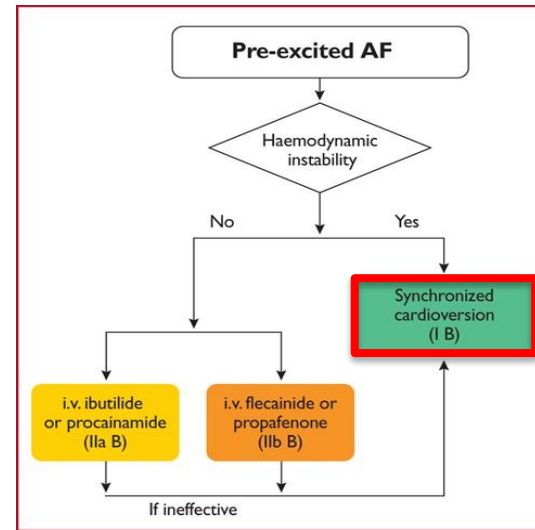 Pre-excited AF
Haemodynamic
instability
No
Yes
Synchronized
cardioversion
(I B)
i.v. ibutilide
or procainamide
(IIa B)
i.v. flecainide or
propafenone
(IIb B)
If ineffective